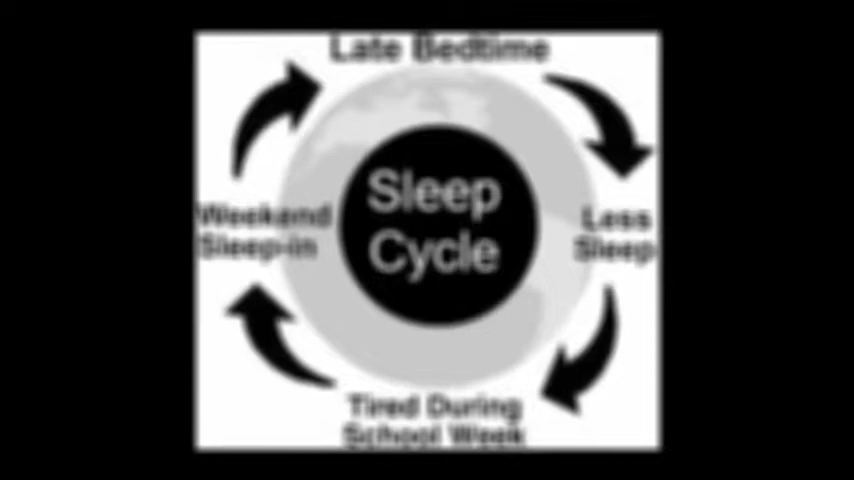 Late Bedtime
Sleep
Cycle
Less
Sleep
Tired During
School Week
Weekend
Sleep-in